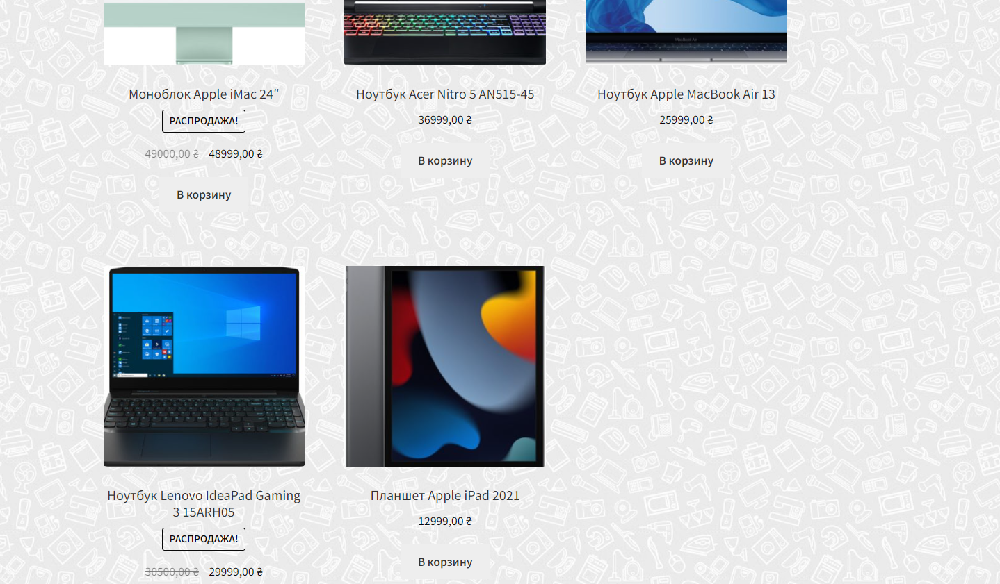 MacBook Air
Моноблок Apple iMac 24″
РАСПРОДАЖА!
49000,00 ₴ 48999,00 ₴
В корзину
Ноутбук Acer Nitro 5 AN515-45
36999,00 ₴
В корзину
Ноутбук Apple MacBook Air 13
25999,00 ₴
В корзину
Ноутбук Lenovo IdeaPad Gaming
3 15ARH05
РАСПРОДАЖА!
30500,00 ₴ 29999,00 ₴
Планшет Apple iPad 2021
12999,00 ₴
В корзину